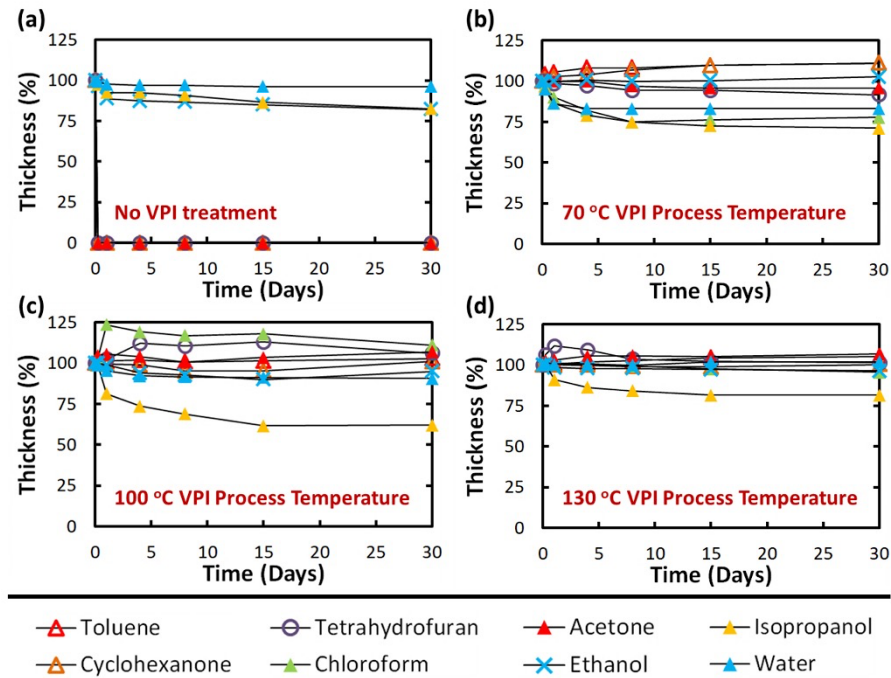 (a)
125
100
75
50
25
0
Thickness (%)
No VPI treatment
0 5 10 15 20 25 30
Time (Days)
(b)
125
100
75
50
25
0
Thickness (%)
70 °C VPI Process Temperature
0 5 10 15 20 25 30
Time (Days)
(c)
125
100
75
50
25
0
Thickness (%)
100 °C VPI Process Temperature
0 5 10 15 20 25 30
Time (Days)
(d)
125
100
75
50
25
0
Thickness (%)
130 °C VPI Process Temperature
0 5 10 15 20 25 30
Time (Days)
Toluene Tetrahydrofuran Acetone Isopropanol
Cyclohexanone Chloroform Ethanol Water